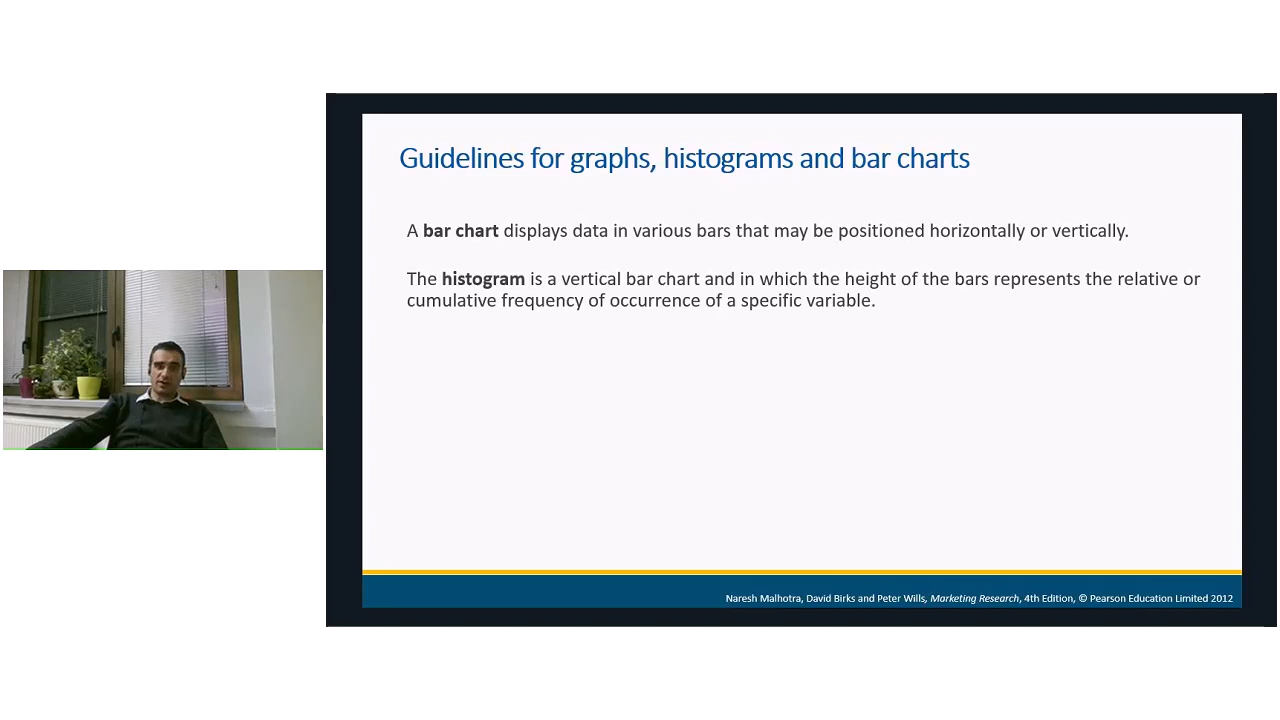 Guidelines for graphs, histograms and bar charts
A bar chart displays data in various bars that may be positioned horizontally or vertically.
The histogram is a vertical bar chart and in which the height of the bars represents the relative or
cumulative frequency of occurrence of a specific variable.
Naresh Malhotra, David Birks and Peter Wills, Marketing Research, 4th Edition, © Pearson Education Limited 2012